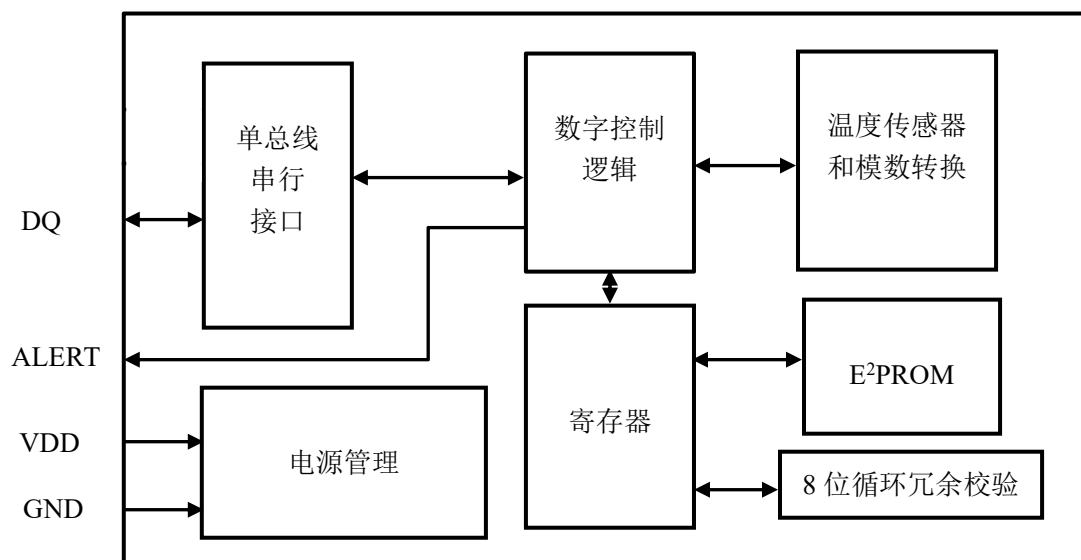 单总线
串行
接口
数字控制
逻辑
温度传感器
和模数转换
DQ
ALERT
E²PROM
VDD
电源管理
寄存器
GND
8 位循环冗余校验